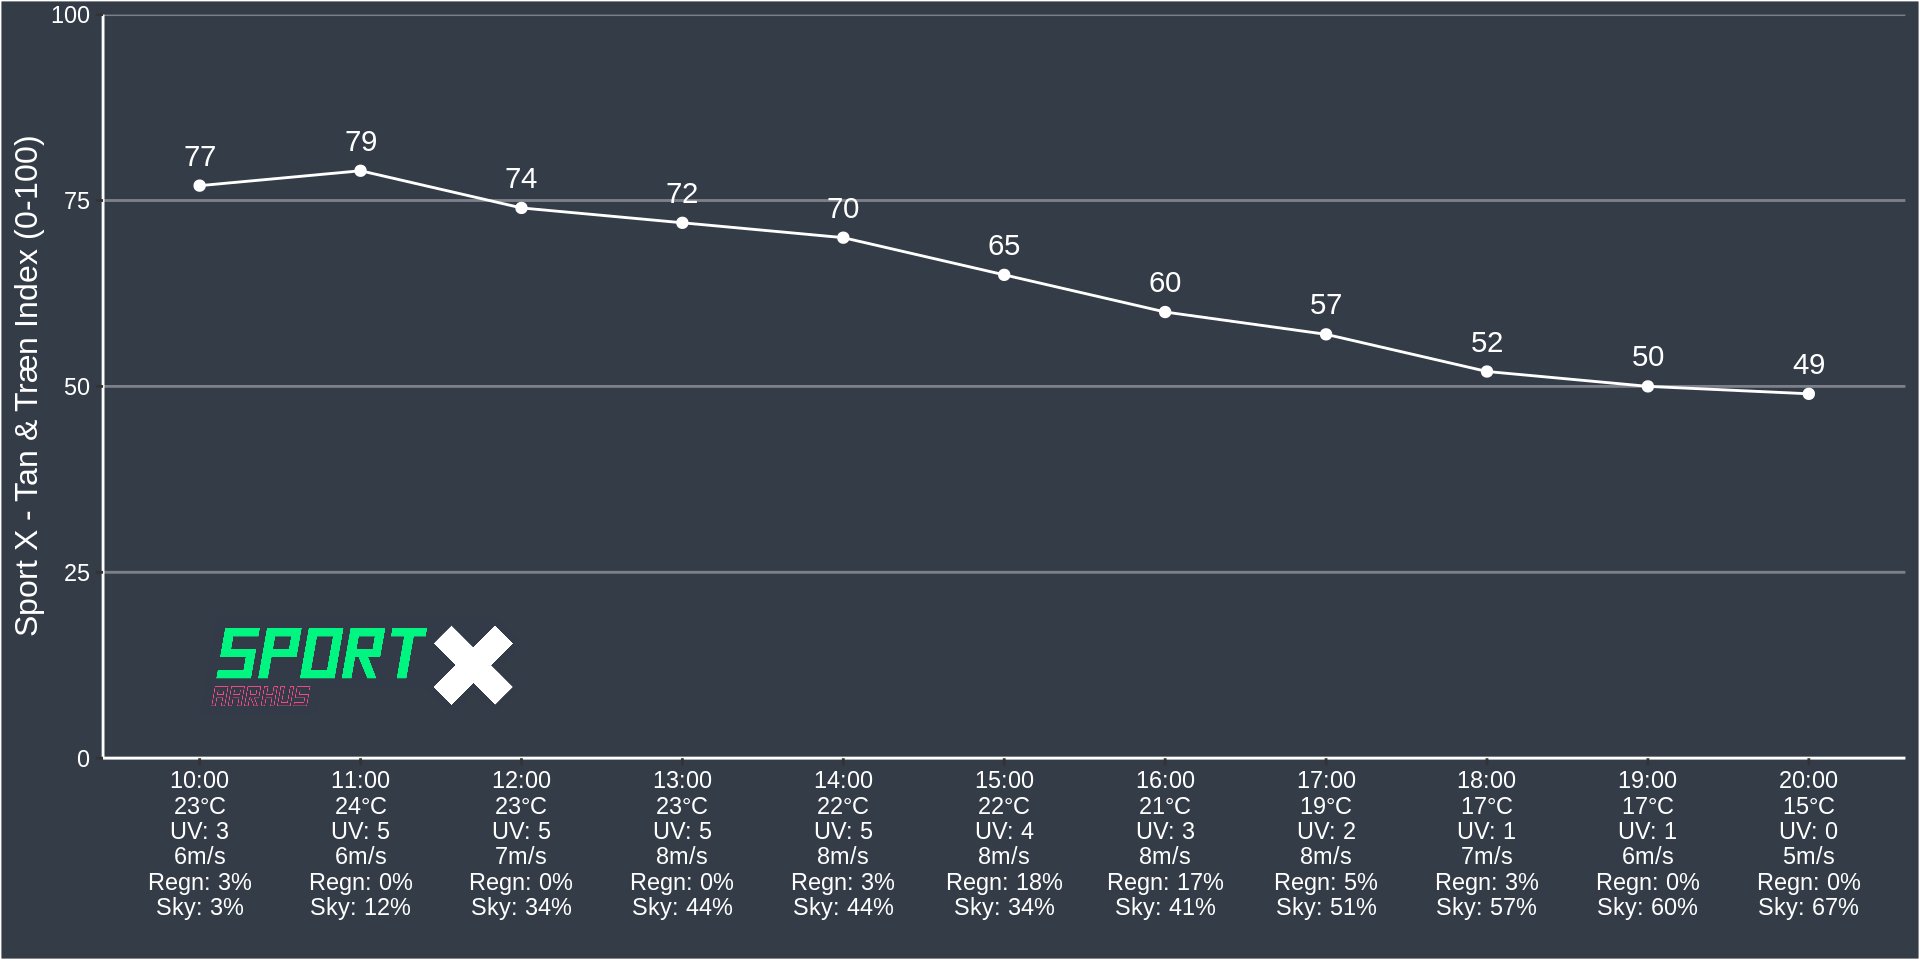 Sport X - Tan & Træn Index (0-100)
100
75
50
25
0
77
79
74
72
70
65
60
57
52
50
49
SPORT X
AARHUS
10:00
23°C
UV: 3
6m/s
Regn: 3%
Sky: 3%
11:00
24°C
UV: 5
6m/s
Regn: 0%
Sky: 12%
12:00
23°C
UV: 5
7m/s
Regn: 0%
Sky: 34%
13:00
23°C
UV: 5
8m/s
Regn: 0%
Sky: 44%
14:00
22°C
UV: 5
8m/s
Regn: 3%
Sky: 44%
15:00
22°C
UV: 4
8m/s
Regn: 18%
Sky: 34%
16:00
21°C
UV: 3
8m/s
Regn: 17%
Sky: 41%
17:00
19°C
UV: 2
8m/s
Regn: 5%
Sky: 51%
18:00
17°C
UV: 1
7m/s
Regn: 3%
Sky: 57%
19:00
17°C
UV: 1
6m/s
Regn: 0%
Sky: 60%
20:00
15°C
UV: 0
5m/s
Regn: 0%
Sky: 67%